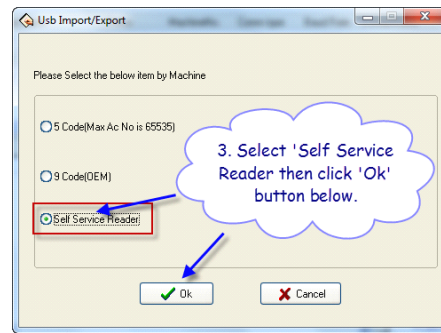 Usb Import/Export
Please Select the below item by Machine
5 Code(Max Ac No is 65535)
3. Select 'Self Service
Reader then click 'Ok'
button below.
9 Code(OEM)
Self Service Reader
Ok
Cancel